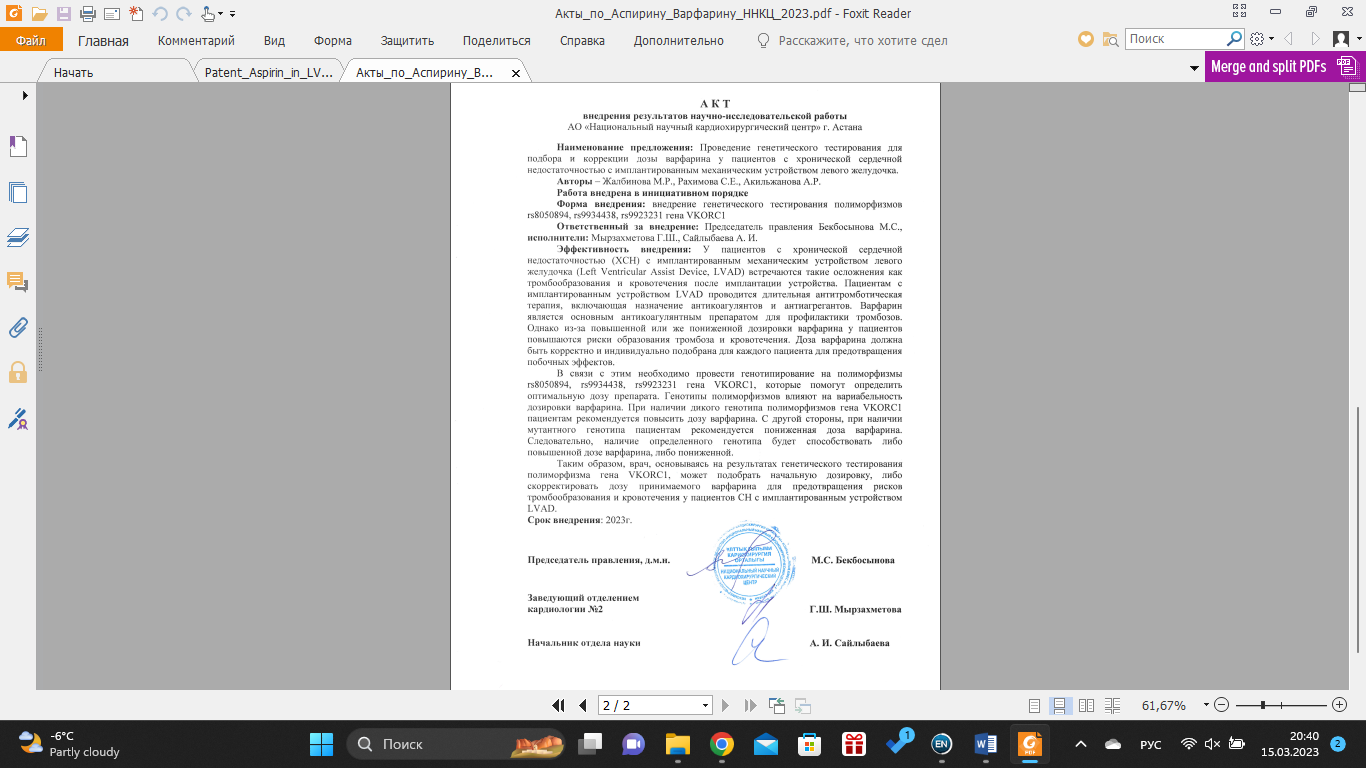 Акты_по_Аспирину_Варфарину_ННКЦ_2023.pdf - Foxit Reader
Файл Главная Комментарий Вид Форма Защитить Поделиться Справка Дополнительно Расскажите, что хотите сдел Поиск
Начать Patent_Aspirin_in_LV... Акты_по_Аспирину_В... Merge and split PDFs
А К Т
внедрения результатов научно-исследовательской работы
АО «Национальный научный кардиохирургический центр» г. Астана
Наименование предложения: Проведение генетического тестирования для
подбора и коррекции дозы варфарина у пациентов с хронической сердечной
недостаточностью с имплантированным механическим устройством левого желудочка.
Авторы – Жалбинова М.Р., Рахимова С.Е., Акильжанова А.Р.
Работа внедрена в инициативном порядке
Форма внедрения: внедрение генетического тестирования полиморфизмов
rs8050894, rs9934438, rs9923231 гена VKORC1
Ответственный за внедрение: Председатель правления Бекбосынова М.С.,
исполнители: Мырзахметова Г.Ш., Сайлыбаева А. И.
Эффективность внедрения: У пациентов с хронической сердечной
недостаточностью (ХСН) с имплантированным механическим устройством левого
желудочка (Left Ventricular Assist Device, LVAD) встречаются такие осложнения как
тромбообразования и кровотечения после имплантации устройства. Пациентам с
имплантированным устройством LVAD проводится длительная антитромботическая
терапия, включающая назначение антикоагулянтов и антиагрегантов. Варфарин
является основным антикоагулянтным препаратом для профилактики тромбозов.
Однако из-за повышенной или же пониженной дозировки варфарина у пациентов
повышаются риски образования тромбоза и кровотечения. Доза варфарина должна
быть корректно и индивидуально подобрана для каждого пациента для предотвращения
побочных эффектов.
В связи с этим необходимо провести генотипирование на полиморфизмы
rs8050894, rs9934438, rs9923231 гена VKORC1, которые помогут определить
оптимальную дозу препарата. Генотипы полиморфизмов влияют на вариабельность
дозировки варфарина. При наличии дикого генотипа полиморфизмов гена VKORC1
пациентам рекомендуется повысить дозу варфарина. С другой стороны, при наличии
мутантного генотипа пациентам рекомендуется пониженная доза варфарина.
Следовательно, наличие определенного генотипа будет способствовать либо
повышенной дозе варфарина, либо пониженной.
Таким образом, врач, основываясь на результатах генетического тестирования
полиморфизма гена VKORC1, может подобрать начальную дозировку, либо
скорректировать дозу принимаемого варфарина для предотвращения рисков
тромбообразования и кровотечения у пациентов СН с имплантированным устройством
LVAD.
Срок внедрения: 2023г.
ҰЛТТЫҚ ҒЫЛЫМИ
КАРДИОХИРУРГИЯ
ОРТАЛЫҒЫ
НАЦИОНАЛЬНЫЙ НАУЧНЫЙ
КАРДИОХИРУРГИЧЕСКИЙ
ЦЕНТР
Председатель правления, д.м.н. М.С. Бекбосынова
Заведующий отделением
кардиологии №2 Г.Ш. Мырзахметова
Начальник отдела науки А. И. Сайлыбаева
2 / 2 61,67%
-6°C
Partly cloudy
Поиск
1
EN
РУС
20:40
15.03.2023
2